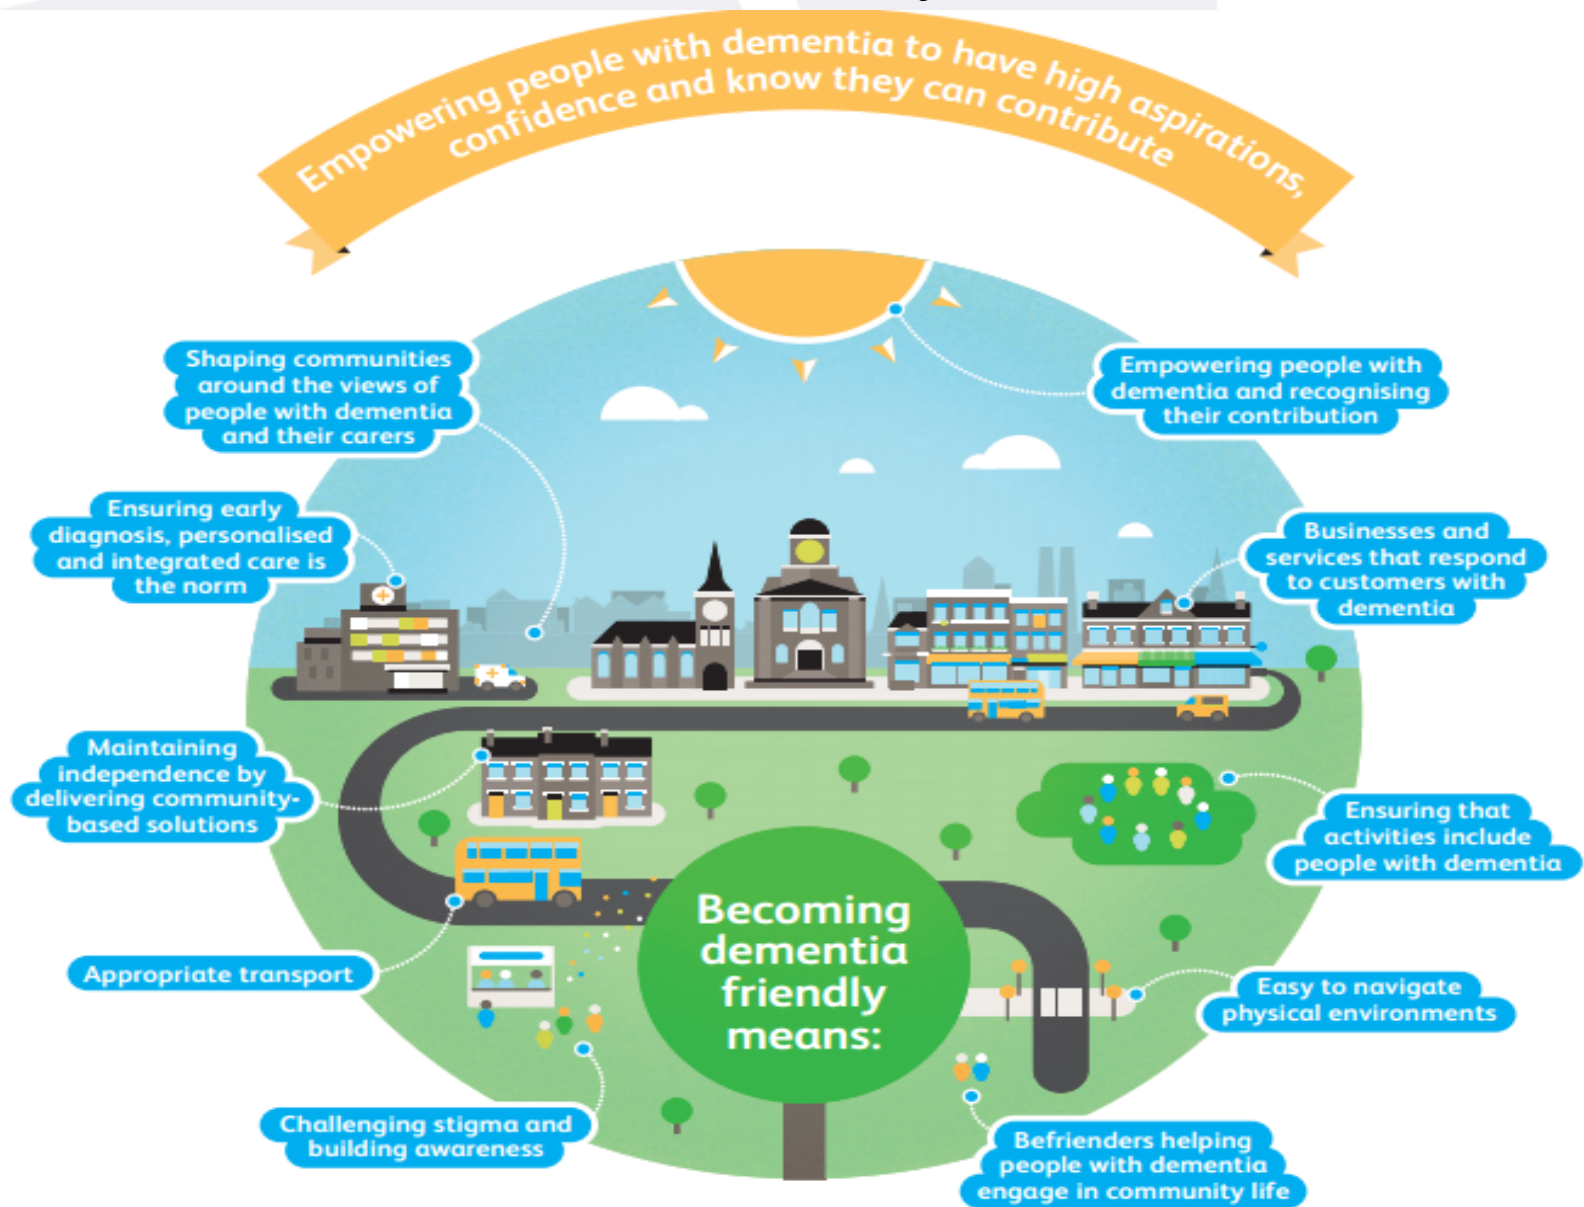 Empowering people with dementia to have high aspirations,
confidence and know they can contribute
Shaping communities
around the views of
people with dementia
and their carers
Empowering people with
dementia and recognising
their contribution
Ensuring early
diagnosis, personalised
and integrated care is
the norm
Businesses and
services that respond
to customers with
dementia
Maintaining
independence by
delivering community-
based solutions
Ensuring that
activities include
people with dementia
Becoming
dementia
friendly
means:
Appropriate transport
Easy to navigate
physical environments
Challenging stigma and
building awareness
Befrienders helping
people with dementia
engage in community life